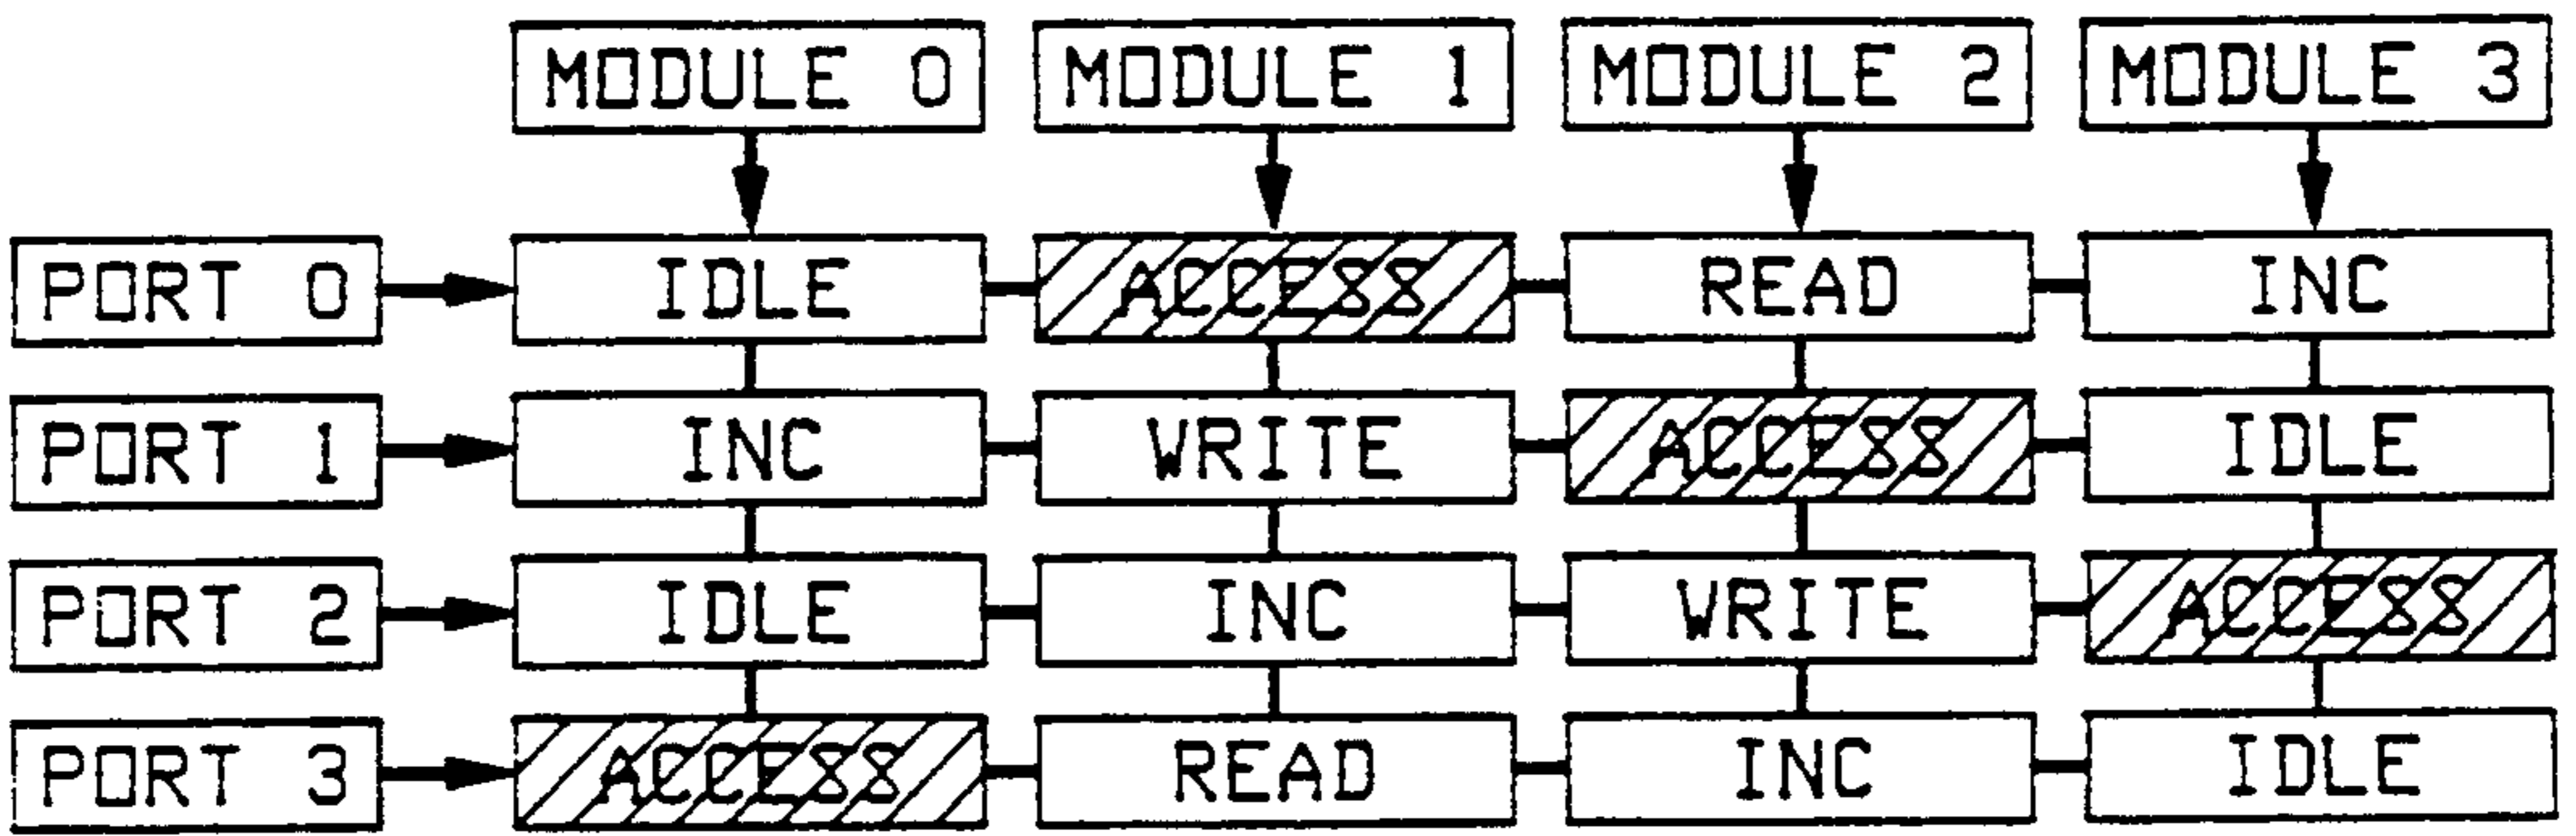 MODULE 0 MODULE 1 MODULE 2 MODULE 3
PORT 0 IDLE ACCESS READ INC
PORT 1 INC WRITE ACCESS IDLE
PORT 2 IDLE INC WRITE ACCESS
PORT 3 ACCESS READ INC IDLE